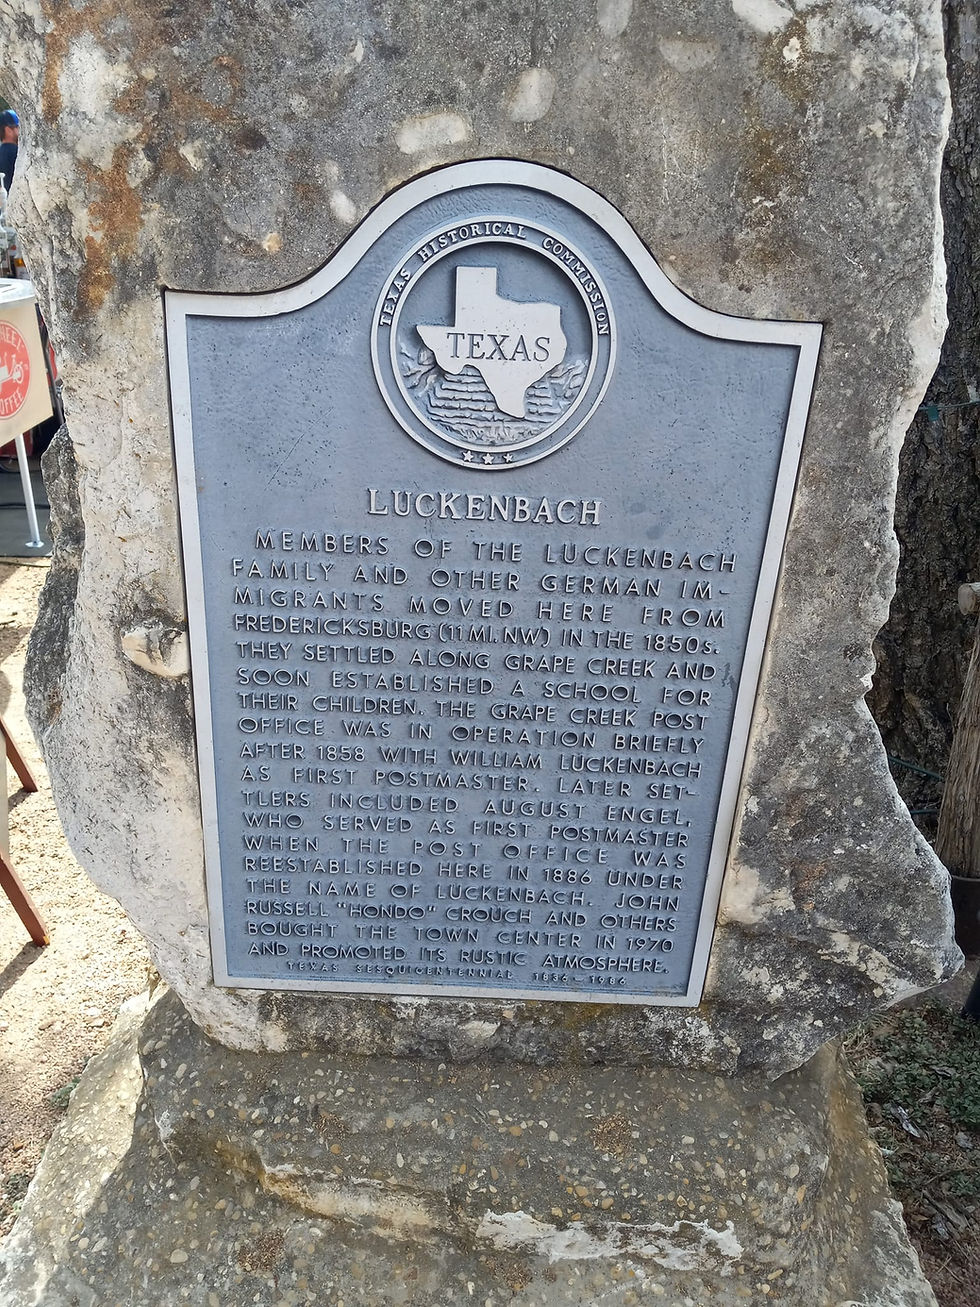 TEXAS HISTORICAL COMMISSION
TEXAS
LUCKENBACH
MEMBERS OF THE LUCKENBACH
FAMILY AND OTHER GERMAN IM-
MIGRANTS MOVED HERE FROM
FREDERICKSBURG (11 MI. NW) IN THE 1850s.
THEY SETTLED ALONG GRAPE CREEK AND
SOON ESTABLISHED A SCHOOL FOR
THEIR CHILDREN. THE GRAPE CREEK POST
OFFICE WAS IN OPERATION BRIEFLY
AFTER 1858 WITH WILLIAM LUCKENBACH
AS FIRST POSTMASTER. LATER SET-
TLERS INCLUDED AUGUST ENGEL,
WHO SERVED AS FIRST POSTMASTER
WHEN THE POST OFFICE WAS
REESTABLISHED HERE IN 1886 UNDER
THE NAME OF LUCKENBACH. JOHN
RUSSELL "HONDO" CROUCH AND OTHERS
BOUGHT THE TOWN CENTER IN 1970
AND PROMOTED ITS RUSTIC ATMOSPHERE.
TEXAS SESQUICENTENNIAL 1836-1986